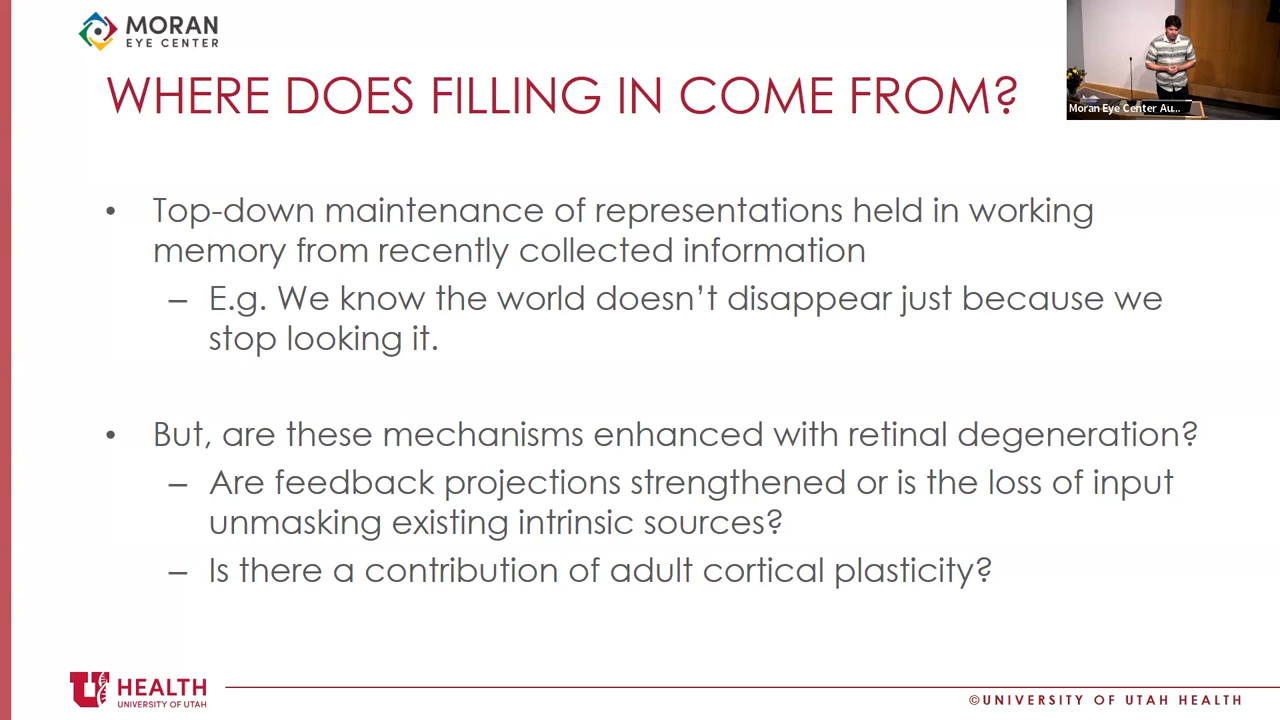 MORAN
EYE CENTER
Moran Eye Center Au...
WHERE DOES FILLING IN COME FROM?
• Top-down maintenance of representations held in working
memory from recently collected information
– E.g. We know the world doesn’t disappear just because we
stop looking it.
• But, are these mechanisms enhanced with retinal degeneration?
– Are feedback projections strengthened or is the loss of input
unmasking existing intrinsic sources?
– Is there a contribution of adult cortical plasticity?
U HEALTH
UNIVERSITY OF UTAH
©UNIVERSITY OF UTAH HEALTH